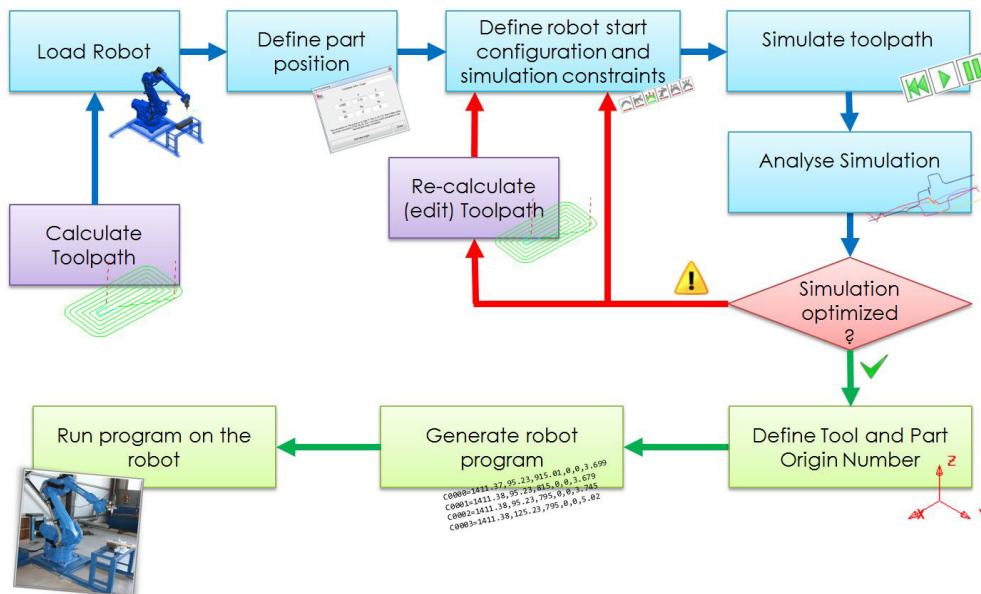 Load Robot
Define part
position
Define robot start
configuration and
simulation constraints
Simulate toolpath
Analyse Simulation
Re-calculate
(edit) Toolpath
Calculate
Toolpath
Simulation
optimized
?
Run program on the
robot
Generate robot
program
Define Tool and Part
Origin Number
C0000=1411.37,95.23,915.01,0,0,3.699
C0001=1411.38,95.23,815,0,0,3.679
C0002=1411.38,95.23,795,0,0,3.745
C0003=1411.38,125.23,795,0,0,5.02
Z
X